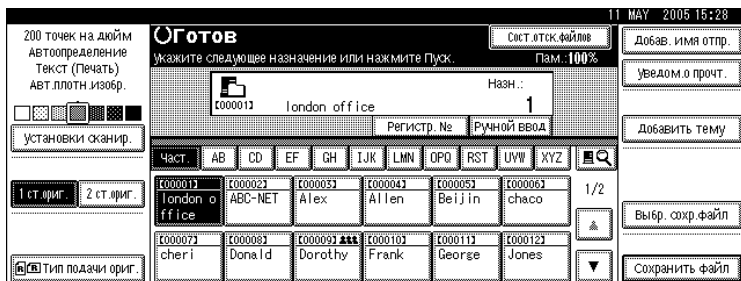 11 MAY 2005 15:28
200 точек на дюйм
Автоопределение
Текст (Печать)
Авт.плотн.изобр.
Установки сканир.
1 ст.ориг.
2 ст.ориг.
Тип подачи ориг.
Готов
Сост.отск.файлов
Укажите следующее назначение или нажмите Пуск.
Пам.:100%
Назн.:
[00001]
london office
1
Регистр. №
Ручной ввод
Част.
AB
CD
EF
GH
IJK
LMN
OPQ
RST
UVW
XYZ
[00001]
london o
ffice
[00002]
ABC-NET
[00003]
Alex
[00004]
Allen
[00005]
Beijin
[00006]
chaco
1/2
[00007]
cheri
[00008]
Donald
[00009]
Dorothy
[00010]
Frank
[00011]
George
[00012]
Jones
Добав. имя отпр.
Уведом.о прочт.
Добавить тему
Выбр. сохр.файл
Сохранить файл